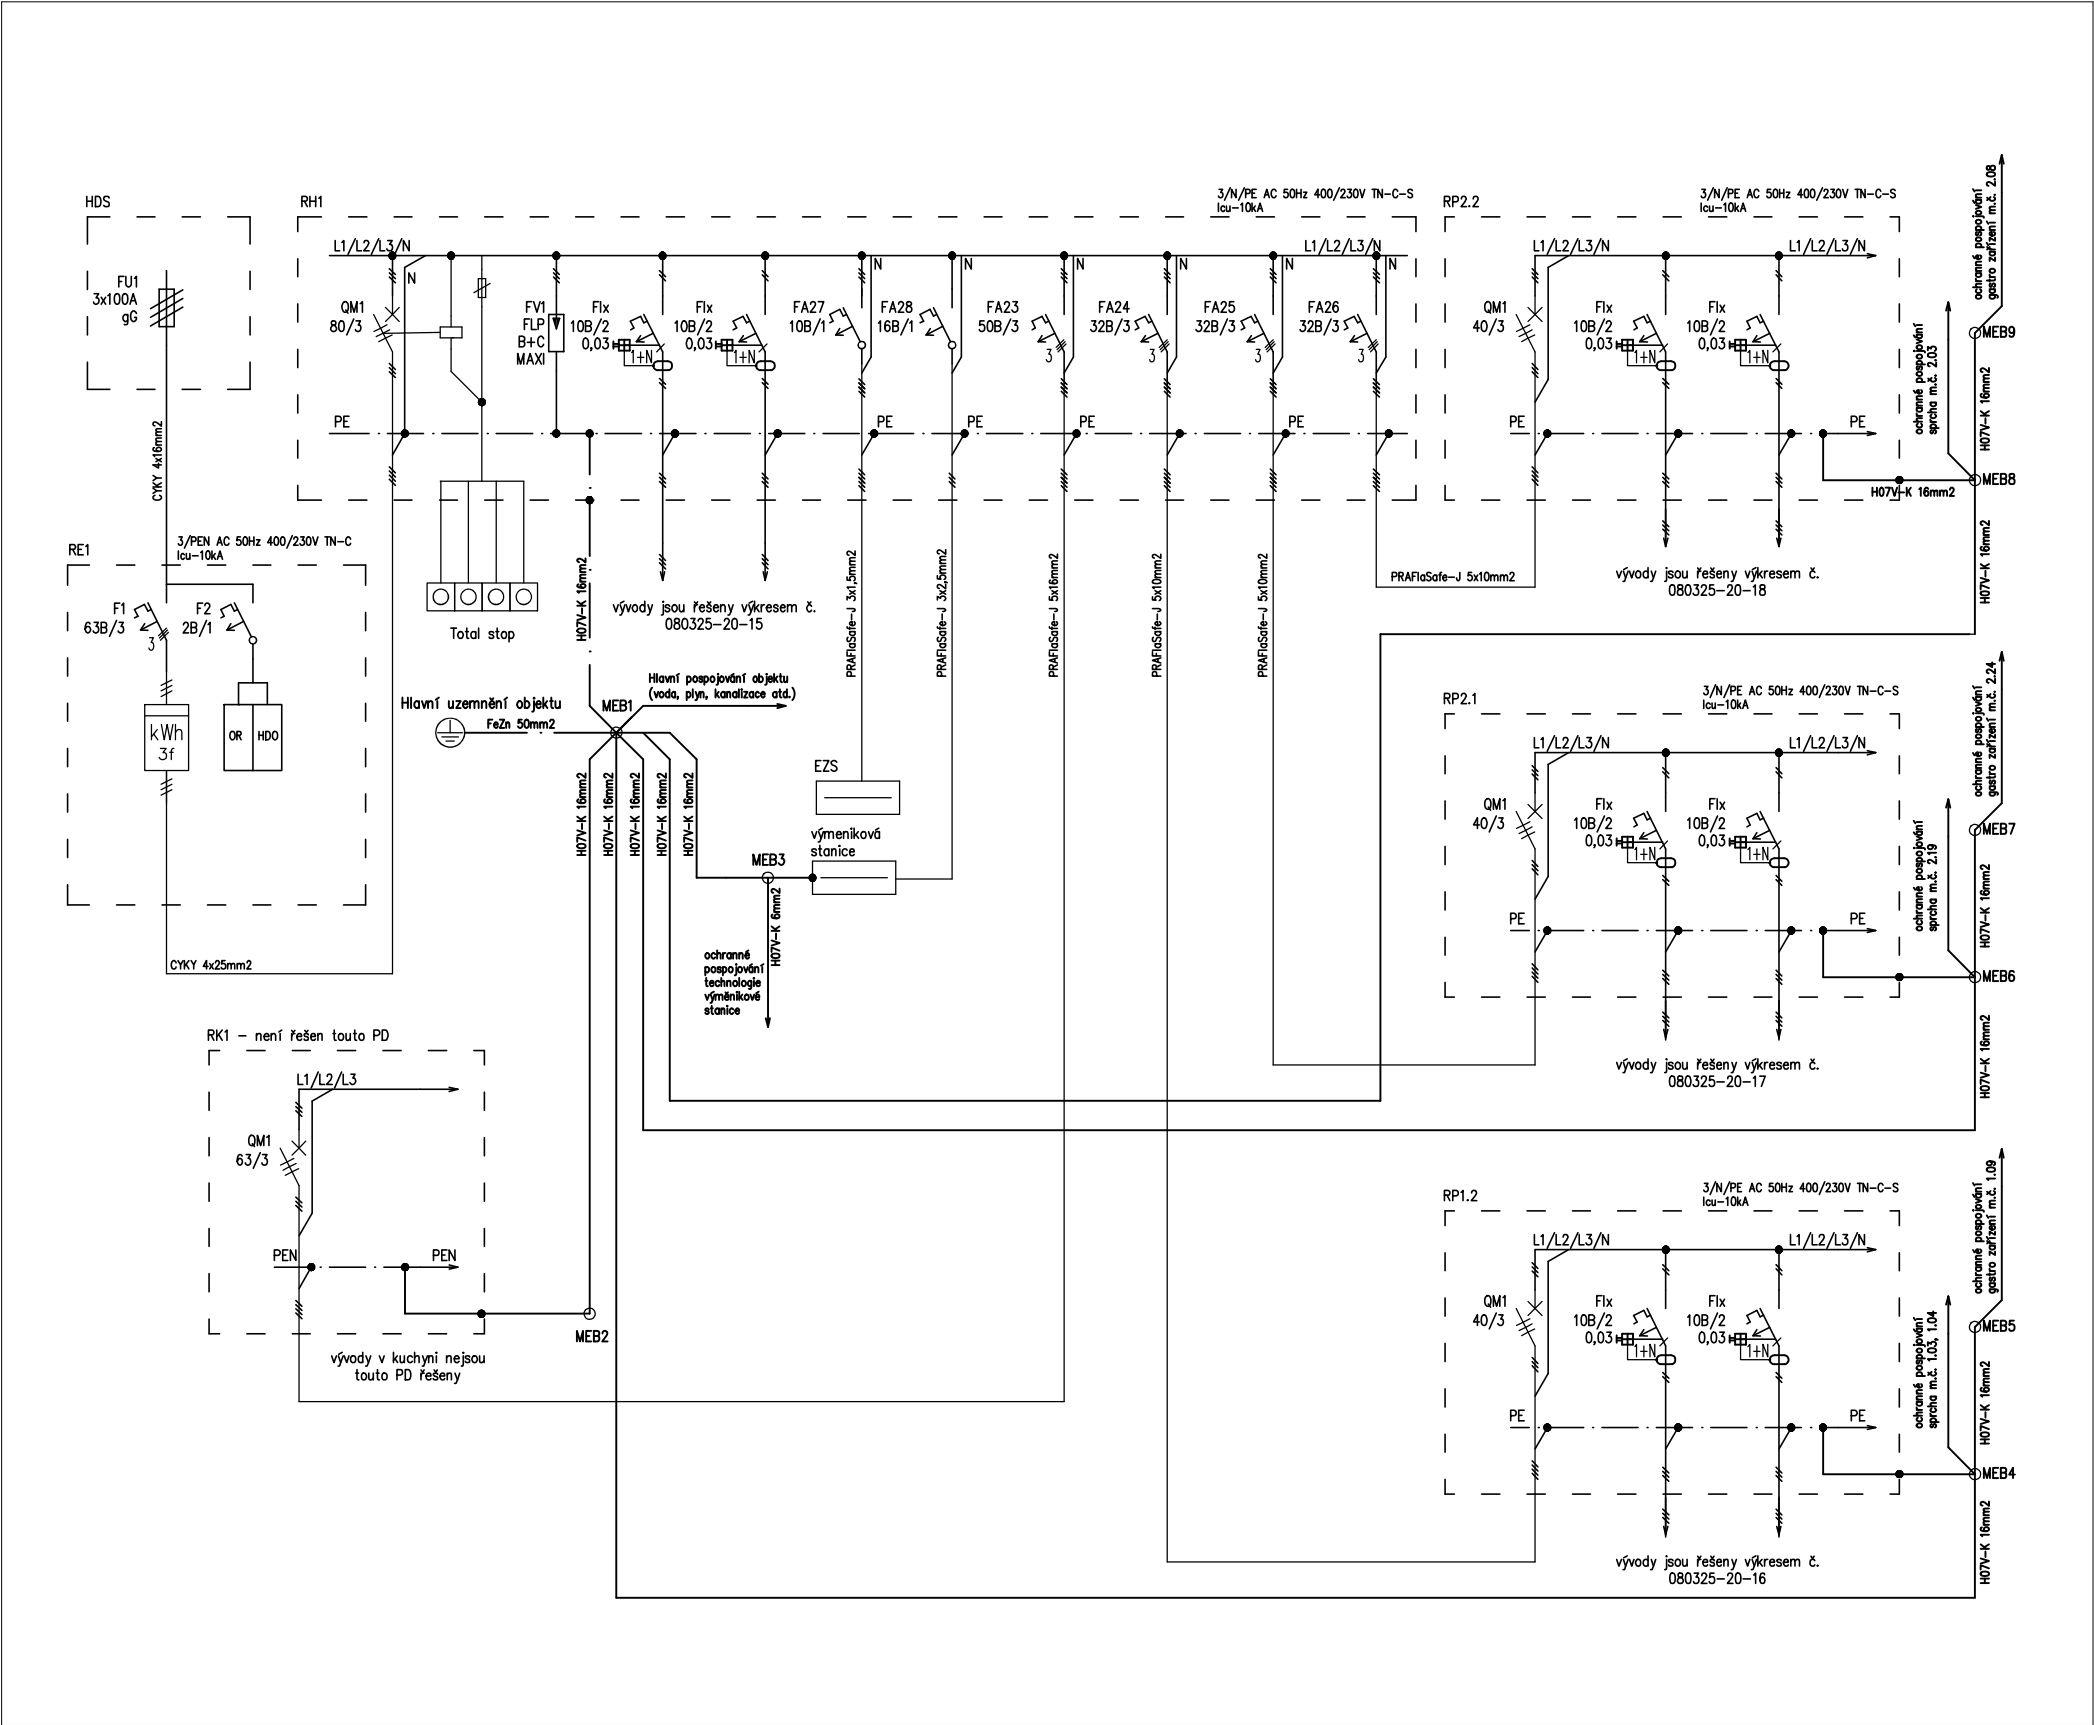 HDS
FU1
3x100A
gG
CYKY 4x16mm2
RE1
3/PEN AC 50Hz 400/230V TN-C
Icu-10kA
F1
63B/3
3
F2
2B/1
kWh
3f
OR
HDO
CYKY 4x25mm2
RH1
3/N/PE AC 50Hz 400/230V TN-C-S
Icu-10kA
L1/L2/L3/N
L1/L2/L3/N
N
QM1
80/3
FV1
FLP
B+C
MAXI
FIx
10B/2
0,03
1+N
FIx
10B/2
0,03
1+N
FA27
10B/1
N
FA28
16B/1
N
FA23
50B/3
3
N
FA24
32B/3
3
N
FA25
32B/3
3
N
FA26
32B/3
3
N
PE
PE
PE
PE
PE
Total stop
H07V-K 16mm2
vývody jsou řešeny výkresem č.
080325-20-15
PRAFlaSafe-J 3x1,5mm2
PRAFlaSafe-J 3x2,5mm2
PRAFlaSafe-J 5x16mm2
PRAFlaSafe-J 5x10mm2
PRAFlaSafe-J 5x10mm2
PRAFlaSafe-J 5x10mm2
Hlavní uzemnění objektu
FeZn 50mm2
MEB1
Hlavní pospojování objektu
(voda, plyn, kanalizace atd.)
H07V-K 16mm2
H07V-K 16mm2
H07V-K 16mm2
H07V-K 16mm2
H07V-K 16mm2
EZS
výmeniková
stanice
MEB3
H07V-K 6mm2
ochranné
pospojování
technologie
výměnikové
stanice
RK1 - není řešen touto PD
L1/L2/L3
QM1
63/3
PEN
PEN
MEB2
vývody v kuchyni nejsou
touto PD řešeny
RP2.2
3/N/PE AC 50Hz 400/230V TN-C-S
Icu-10kA
L1/L2/L3/N
L1/L2/L3/N
QM1
40/3
FIx
10B/2
0,03
1+N
FIx
10B/2
0,03
1+N
PE
PE
H07V-K 16mm2
vývody jsou řešeny výkresem č.
080325-20-18
ochranné pospojování
sprcha m.č. 2.03
ochranné pospojování
gastro zařízení m.č. 2.08
MEB9
H07V-K 16mm2
MEB8
H07V-K 16mm2
RP2.1
3/N/PE AC 50Hz 400/230V TN-C-S
Icu-10kA
L1/L2/L3/N
L1/L2/L3/N
QM1
40/3
FIx
10B/2
0,03
1+N
FIx
10B/2
0,03
1+N
PE
PE
vývody jsou řešeny výkresem č.
080325-20-17
ochranné pospojování
sprcha m.č. 2.19
ochranné pospojování
gastro zařízení m.č. 2.24
MEB7
H07V-K 16mm2
MEB6
H07V-K 16mm2
RP1.2
3/N/PE AC 50Hz 400/230V TN-C-S
Icu-10kA
L1/L2/L3/N
L1/L2/L3/N
QM1
40/3
FIx
10B/2
0,03
1+N
FIx
10B/2
0,03
1+N
PE
PE
vývody jsou řešeny výkresem č.
080325-20-16
ochranné pospojování
sprcha m.č. 1.03, 1.04
ochranné pospojování
gastro zařízení m.č. 1.09
MEB5
H07V-K 16mm2
MEB4
H07V-K 16mm2